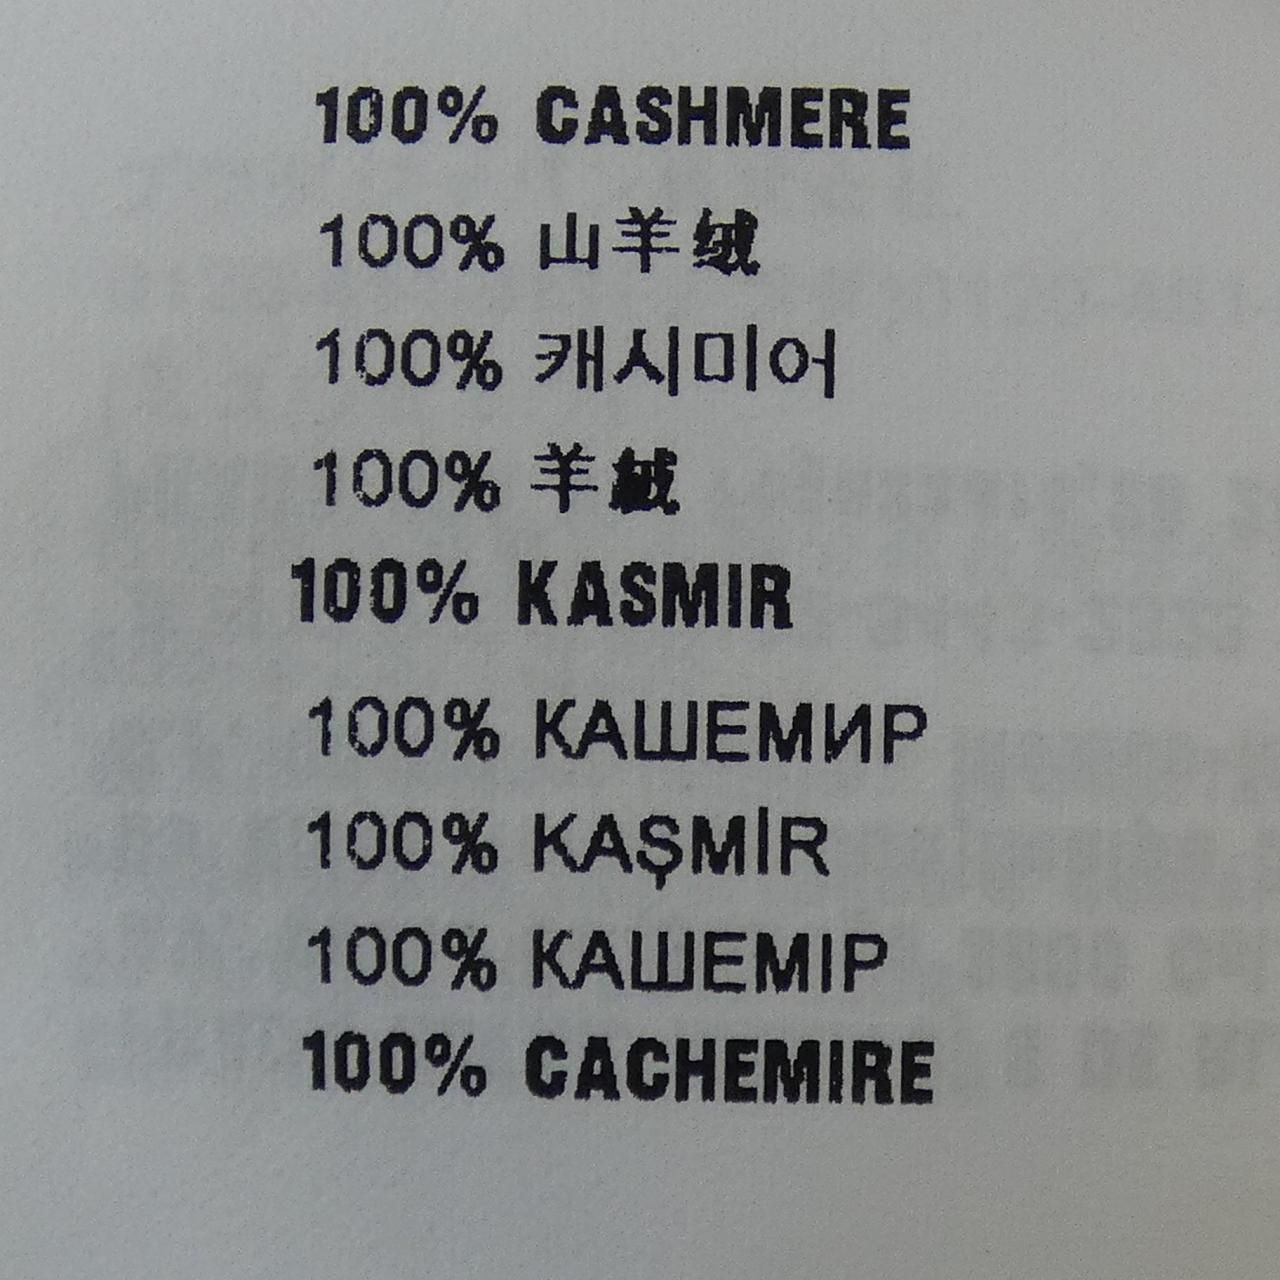 100% CASHMERE
100% 山羊绒
100% 캐시미어
100% 羊絨
100% KASMIR
100% КАШЕМИР
100% KAŞMİR
100% КАШЕМІР
100% CACHEMIRE